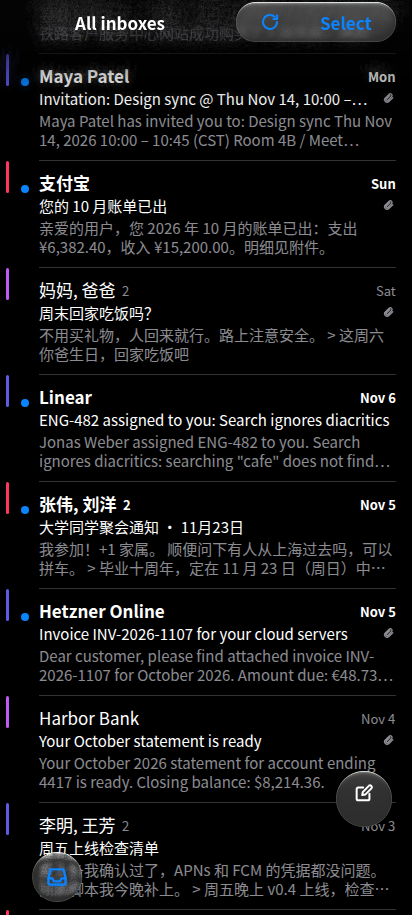 All inboxes
Select
铁路客户服务中心网站成功购
Maya Patel
Mon
Invitation: Design sync @ Thu Nov 14, 10:00 –…
Maya Patel has invited you to: Design sync Thu Nov
14, 2026 10:00 – 10:45 (CST) Room 4B / Meet…
支付宝
Sun
您的 10 月账单已出
亲爱的用户，您 2026 年 10 月的账单已出：支出
¥6,382.40，收入 ¥15,200.00。明细见附件。
妈妈, 爸爸 2
Sat
周末回家吃饭吗？
不用买礼物，人回来就行。路上注意安全。 > 这周六
你爸生日，回家吃饭吧
Linear
Nov 6
ENG-482 assigned to you: Search ignores diacritics
Jonas Weber assigned ENG-482 to you. Search
ignores diacritics: searching "cafe" does not find…
张伟, 刘洋 2
Nov 5
大学同学聚会通知 · 11月23日
我参加！+1 家属。 顺便问下有人从上海过去吗，可以
拼车。 > 毕业十周年，定在 11 月 23 日（周日）中…
Hetzner Online
Nov 5
Invoice INV-2026-1107 for your cloud servers
Dear customer, please find attached invoice INV-
2026-1107 for October 2026. Amount due: €48.73…
Harbor Bank
Nov 4
Your October statement is ready
Your October 2026 statement for account ending
4417 is ready. Closing balance: $8,214.36.
李明, 王芳 2
Nov 3
周五上线检查清单
我确认过了，APNs 和 FCM 的凭据都没问题。
脚本我今晚补上。 > 周五晚上 v0.4 上线，检查…